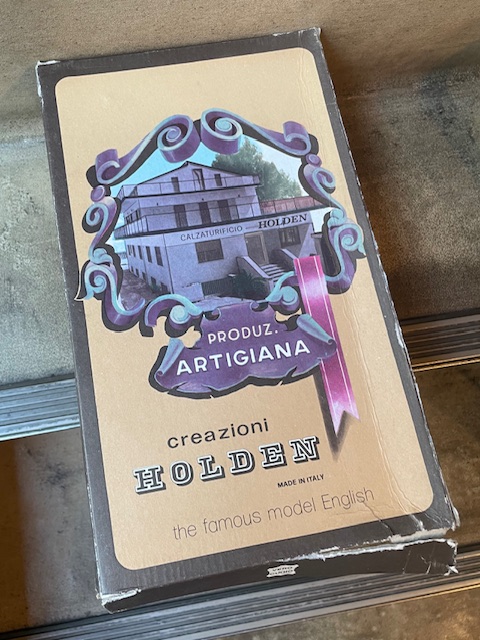 CALZATURIFICIO HOLDEN
PRODUZ.
ARTIGIANA
creazioni
HOLDEN
MADE IN ITALY
the famous model English